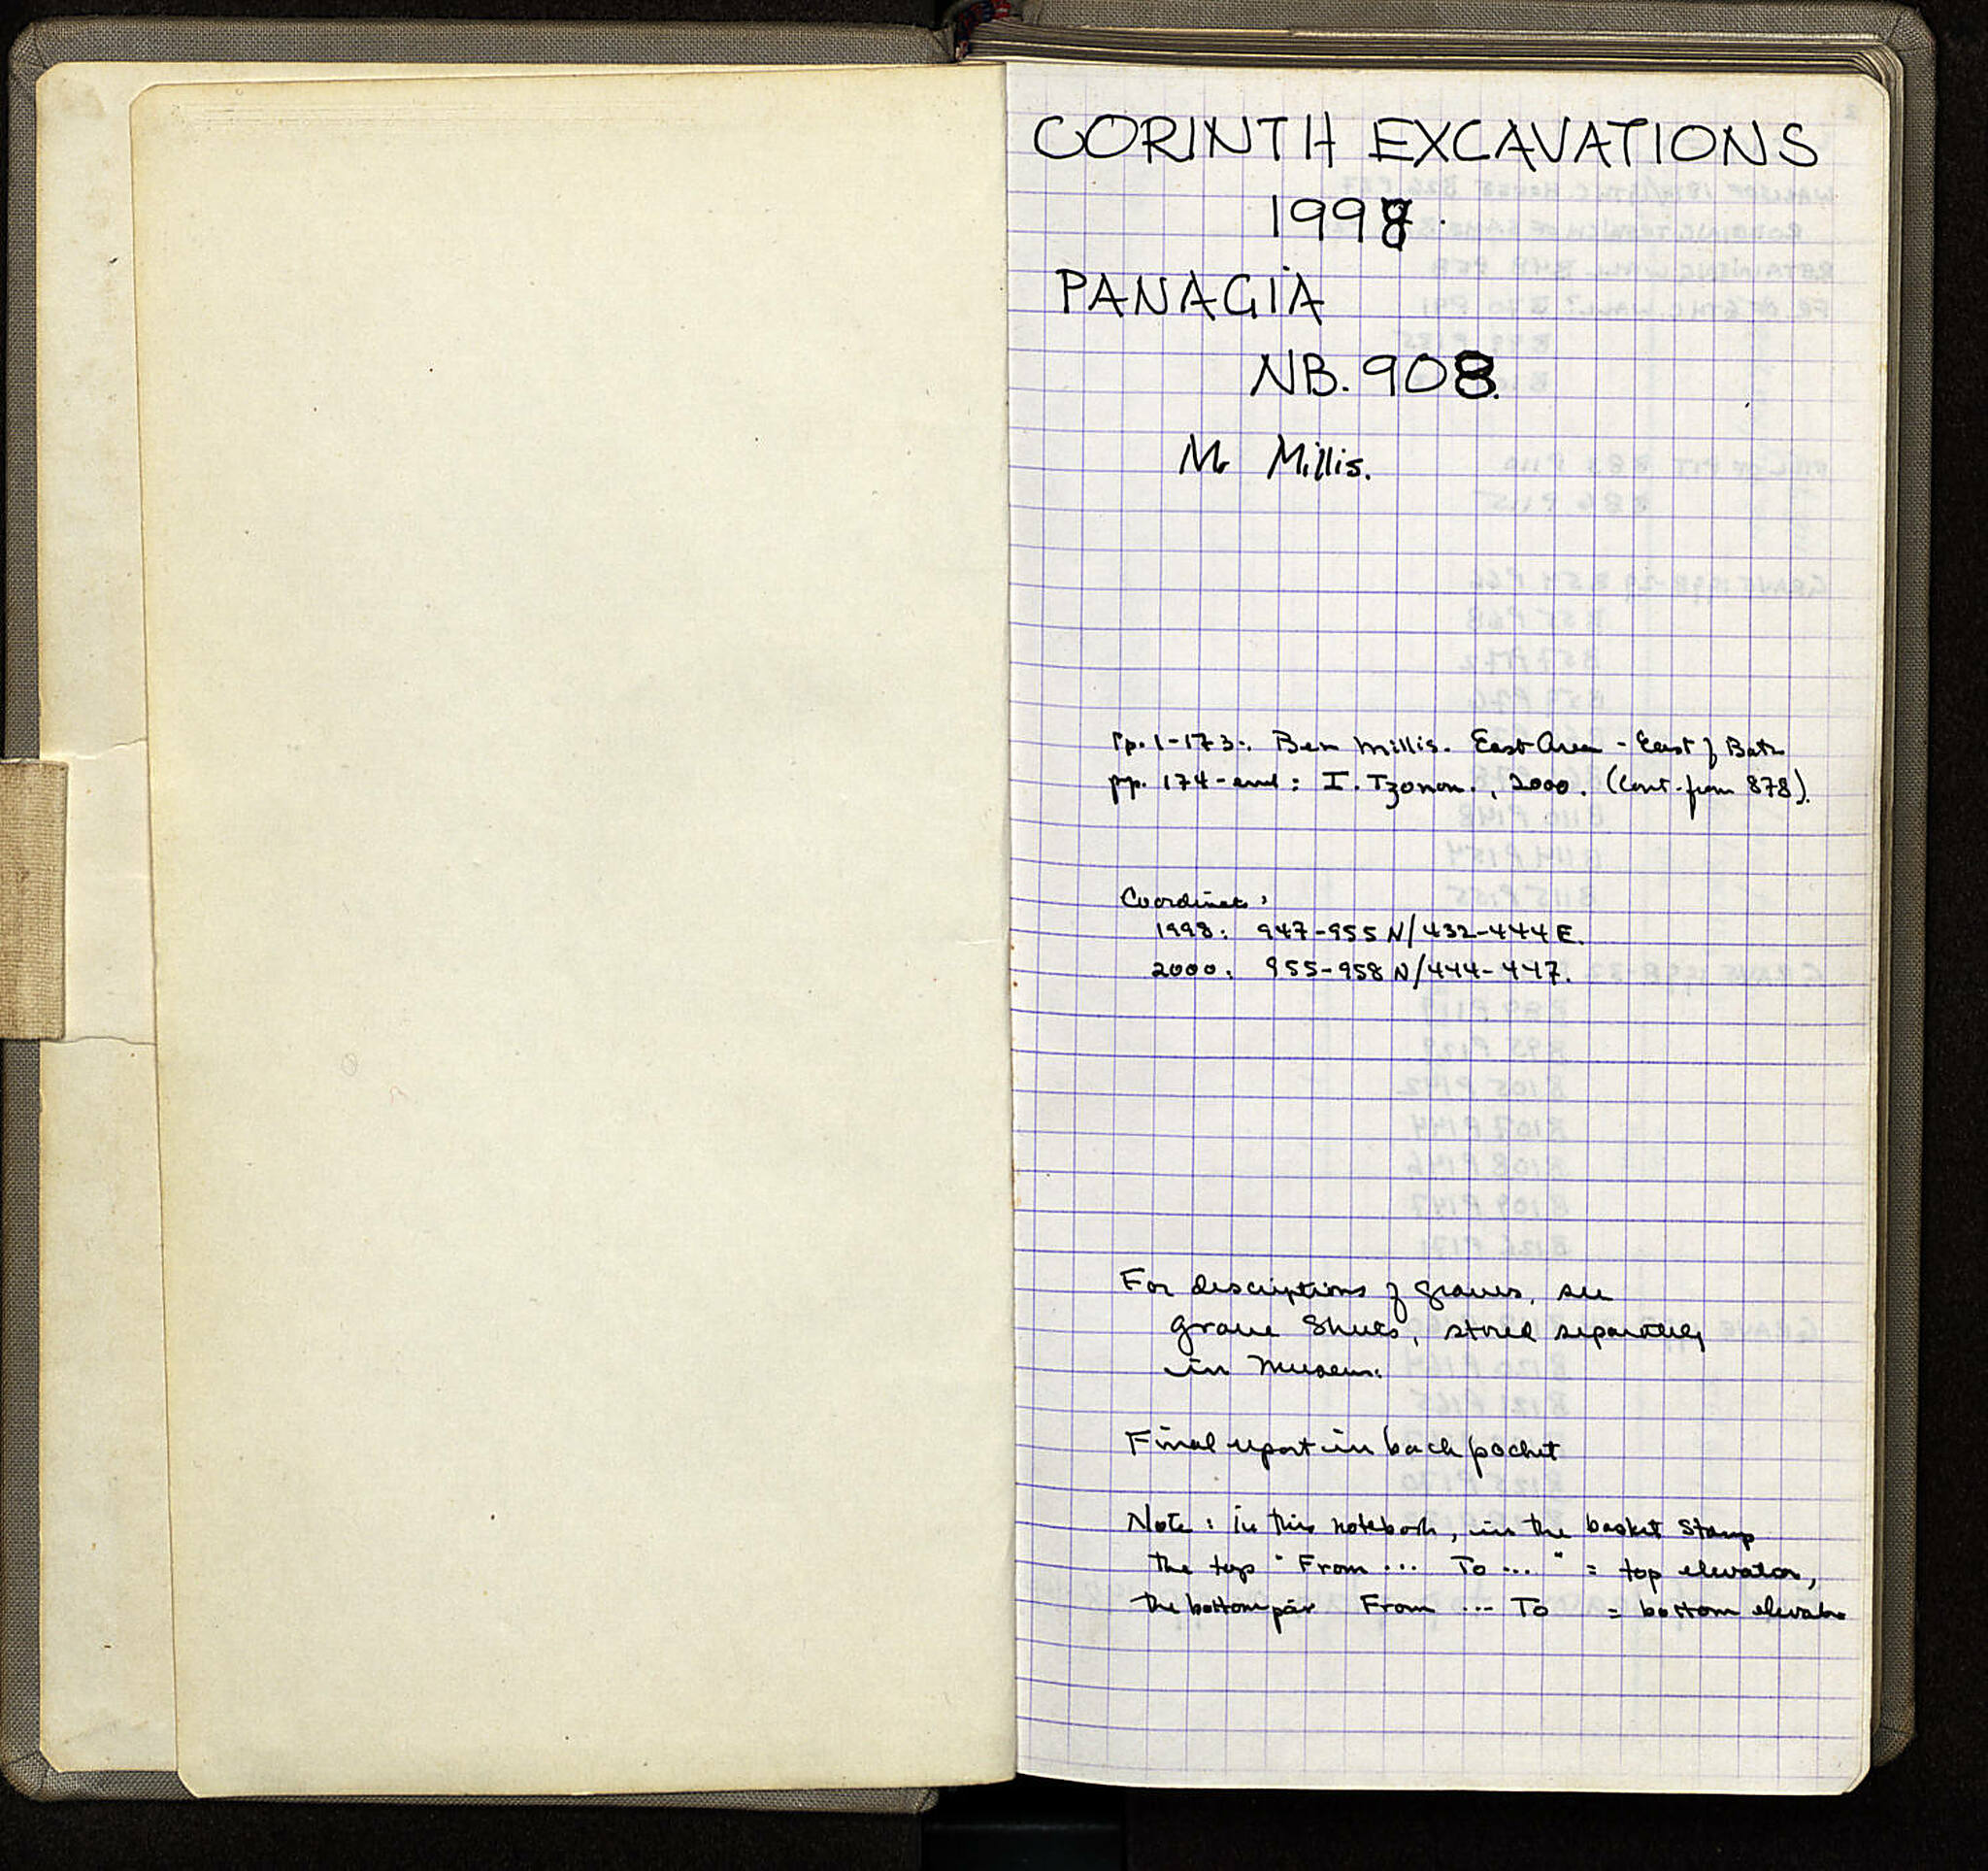 CORINTH EXCAVATIONS
1998.
PANAGIA
NB. 908.
Mr Millis.
pp. 1-173: Ben Millis. East Area - East of Bath
pp. 174-end: I. Tzonou., 2000. (cont. from 878).
Coordinates:
1998: 947-955 N/432-444 E.
2000: 955-958 N/444-447.
For descriptions of graves, see
grave sheets, stored separately
in Museum.
Final report in back pocket
Note: in this notebook, in the basket stamp
the top "From ... To ..." = top elevation,
the bottom pair From ... To = bottom elevation